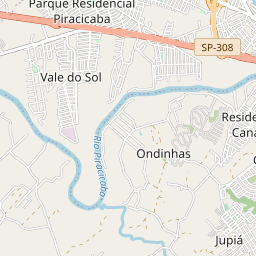 Parque Residencial
Piracicaba
SP-308
Vale do Sol
Reside
Cana
Rio Piracicaba
Ondinhas
Jupiá